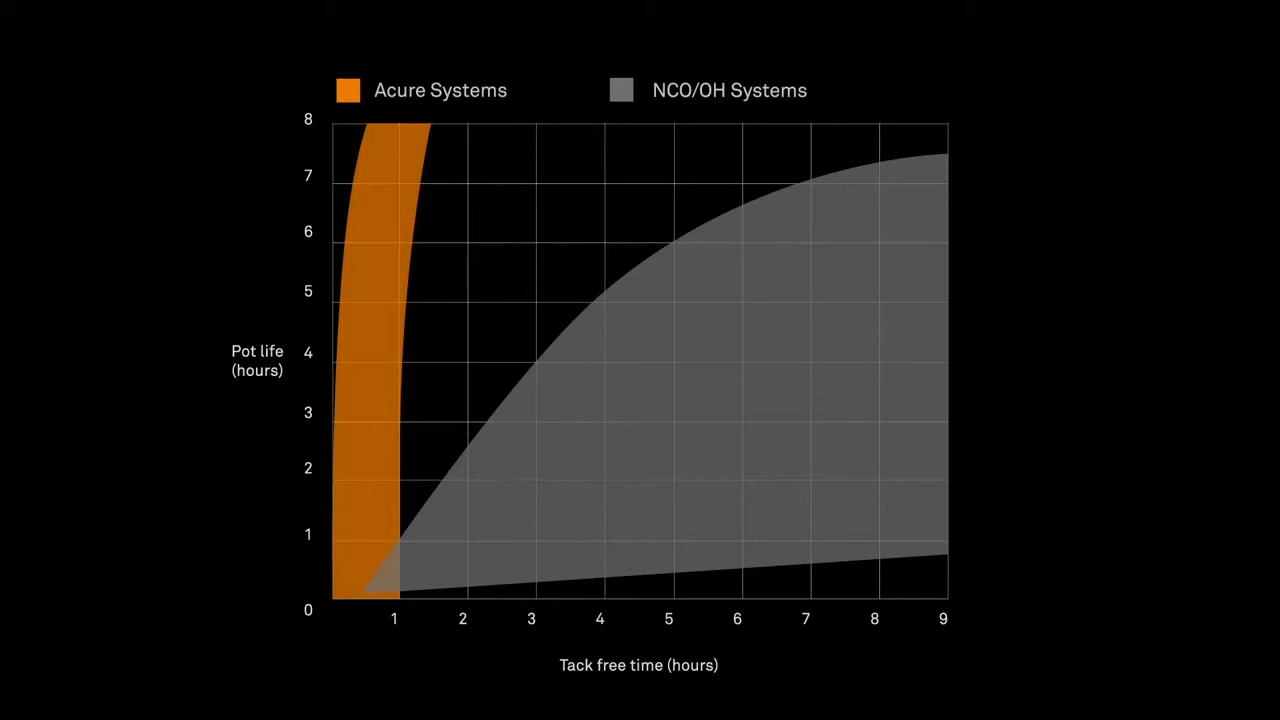 Acure Systems
NCO/OH Systems
8
7
6
5
Pot life
(hours)
4
3
2
1
0
1 2 3 4 5 6 7 8 9
Tack free time (hours)